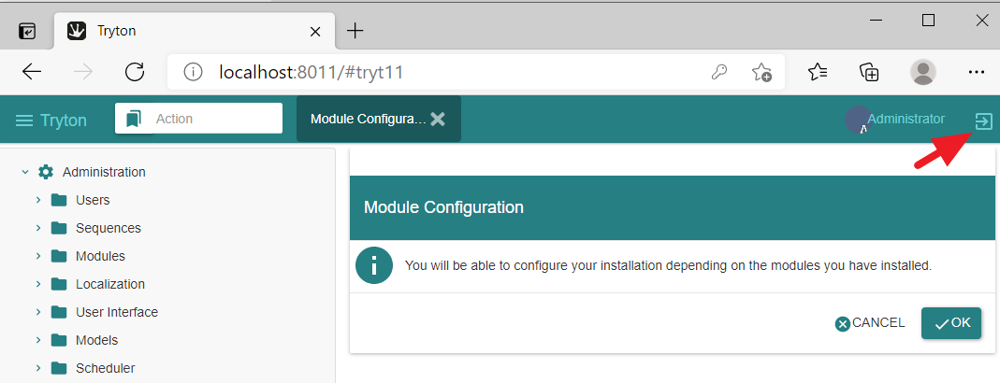 Tryton
localhost:8011/#tryt11
Tryton
Action
Module Configura...
Administrator
Administration
Users
Sequences
Modules
Localization
User Interface
Models
Scheduler
Module Configuration
You will be able to configure your installation depending on the modules you have installed.
CANCEL
OK